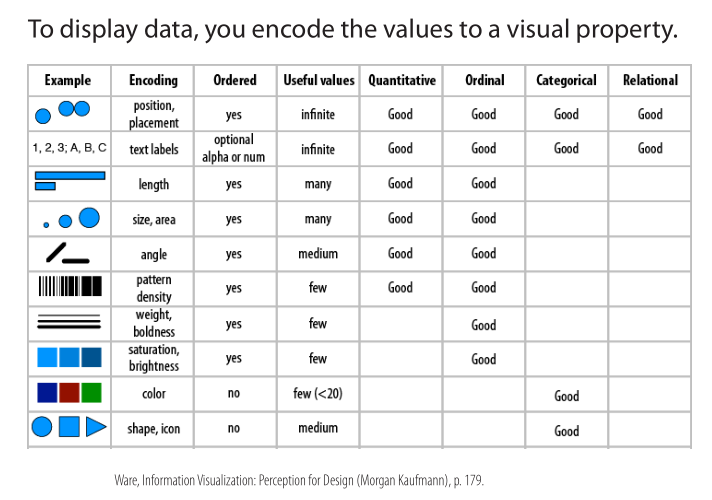 To display data, you encode the values to a visual property.
Example Encoding Ordered Useful values Quantitative Ordinal Categorical Relational
position, placement yes infinite Good Good Good Good
1, 2, 3; A, B, C text labels optional alpha or num infinite Good Good Good Good
length yes many Good Good
size, area yes many Good Good
angle yes medium Good Good
pattern density yes few Good Good
weight, boldness yes few Good
saturation, brightness yes few Good
color no few (<20) Good
shape, icon no medium Good
Ware, Information Visualization: Perception for Design (Morgan Kaufmann), p. 179.